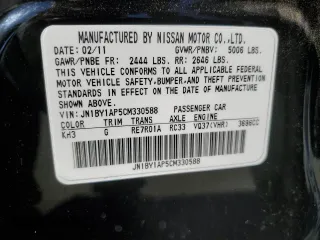 MANUFACTURED BY NISSAN MOTOR CO.,LTD.
DATE: 02/11 GVWR/PNBV: 5006 LBS.
GAWR/PNBE FR: 2444 LBS. RR: 2646 LBS.
THIS VEHICLE CONFORMS TO ALL APPLICABLE FEDERAL
MOTOR VEHICLE SAFETY,BUMPER,AND THEFT PREVENTION
STANDARDS IN EFFECT ON THE DATE OF
MANUFACTURE SHOWN ABOVE.
VIN: JN1BY1AP5CM330588 PASSENGER CAR
COLOR TRIM TRANS AXLE ENGINE
KH3 G RE7R01A RC33 VQ37(VHR) 3696CC
JN1BY1AP5CM330588